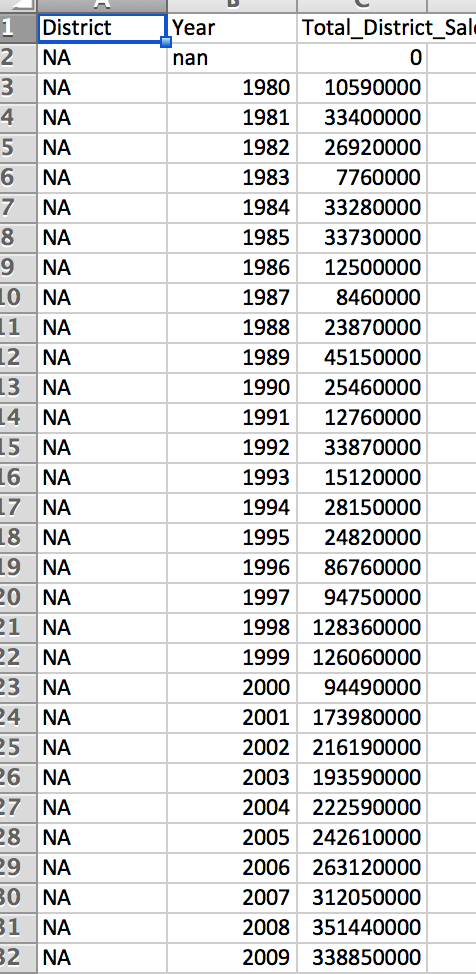 A B C
1 District Year Total_District_Sale
2 NA nan 0
3 NA 1980 10590000
4 NA 1981 33400000
5 NA 1982 26920000
6 NA 1983 7760000
7 NA 1984 33280000
8 NA 1985 33730000
9 NA 1986 12500000
10 NA 1987 8460000
11 NA 1988 23870000
12 NA 1989 45150000
13 NA 1990 25460000
14 NA 1991 12760000
15 NA 1992 33870000
16 NA 1993 15120000
17 NA 1994 28150000
18 NA 1995 24820000
19 NA 1996 86760000
20 NA 1997 94750000
21 NA 1998 128360000
22 NA 1999 126060000
23 NA 2000 94490000
24 NA 2001 173980000
25 NA 2002 216190000
26 NA 2003 193590000
27 NA 2004 222590000
28 NA 2005 242610000
29 NA 2006 263120000
30 NA 2007 312050000
31 NA 2008 351440000
32 NA 2009 338850000